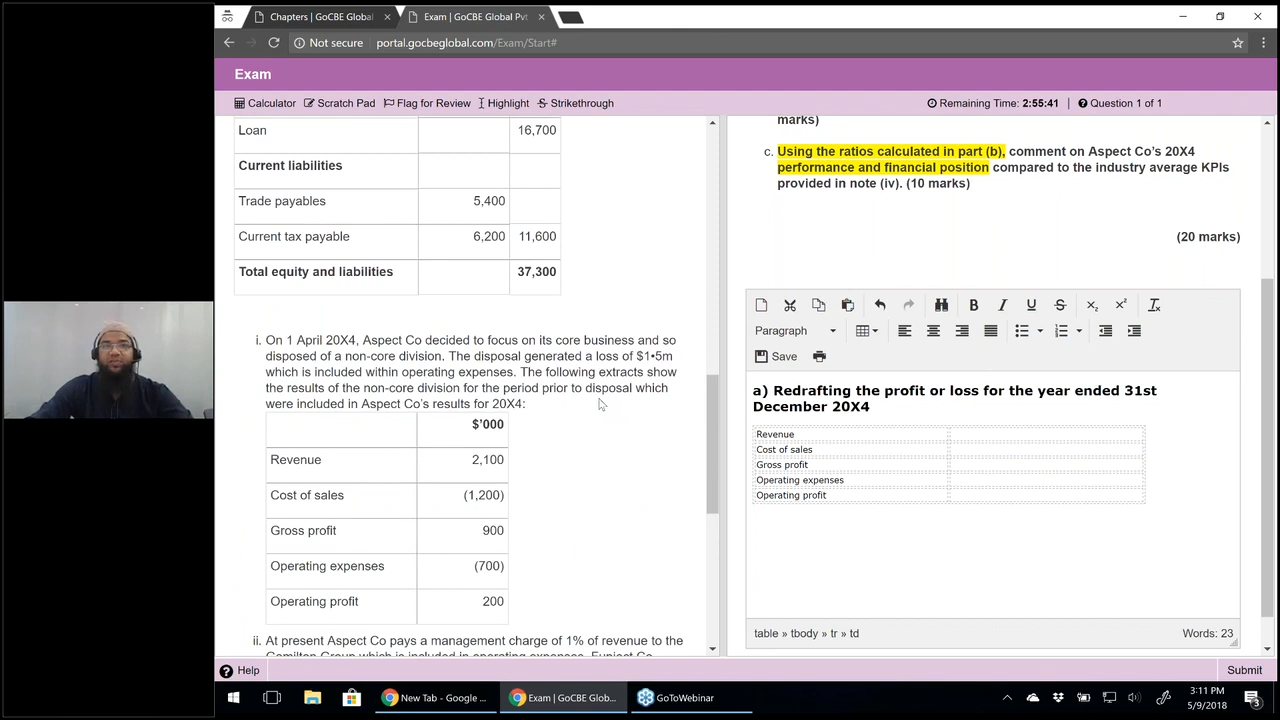 Chapters | GoCBE Global
Exam | GoCBE Global Pvt
Not secure portal.gocbeglobal.com/Exam/Start#
Exam
Calculator Scratch Pad Flag for Review Highlight Strikethrough
Remaining Time: 2:55:41 Question 1 of 1
Loan 16,700
Current liabilities
Trade payables 5,400
Current tax payable 6,200 11,600
Total equity and liabilities 37,300
i. On 1 April 20X4, Aspect Co decided to focus on its core business and so
disposed of a non-core division. The disposal generated a loss of $1•5m
which is included within operating expenses. The following extracts show
the results of the non-core division for the period prior to disposal which
were included in Aspect Co's results for 20X4:
$'000
Revenue 2,100
Cost of sales (1,200)
Gross profit 900
Operating expenses (700)
Operating profit 200
ii. At present Aspect Co pays a management charge of 1% of revenue to the
Gamilton Group which is included in operating expenses. Funject Co
marks)
c. Using the ratios calculated in part (b), comment on Aspect Co's 20X4
performance and financial position compared to the industry average KPIs
provided in note (iv). (10 marks)
(20 marks)
Paragraph
Save
a) Redrafting the profit or loss for the year ended 31st
December 20X4
Revenue
Cost of sales
Gross profit
Operating expenses
Operating profit
table » tbody » tr » td Words: 23
Help Submit
New Tab - Google ...
Exam | GoCBE Glob...
GoToWebinar
3:11 PM
5/9/2018
3